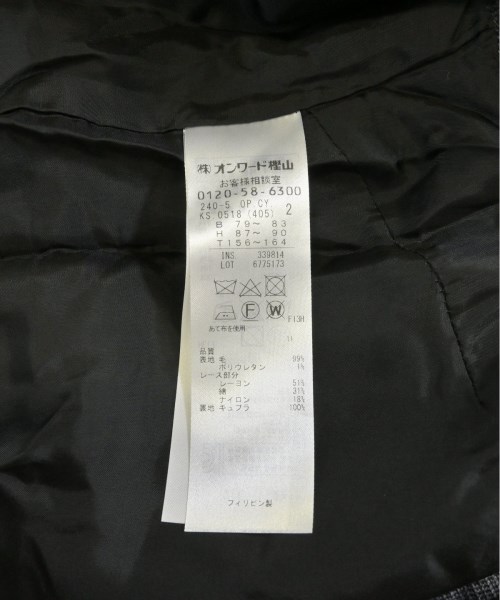 ㈱オンワード樫山
お客様相談室
0120-58-6300
240-5 OP.CY
KS 0518 (405) 2
B 79～ 83
H 87～ 90
T156～164
INS 339814
LOT 6775173
F W F13H
あて布を使用
品質
表地 毛 99%
ポリウレタン 1%
レース部分
レーヨン 51%
綿 31%
ナイロン 18%
裏地 キュプラ 100%
フィリピン製